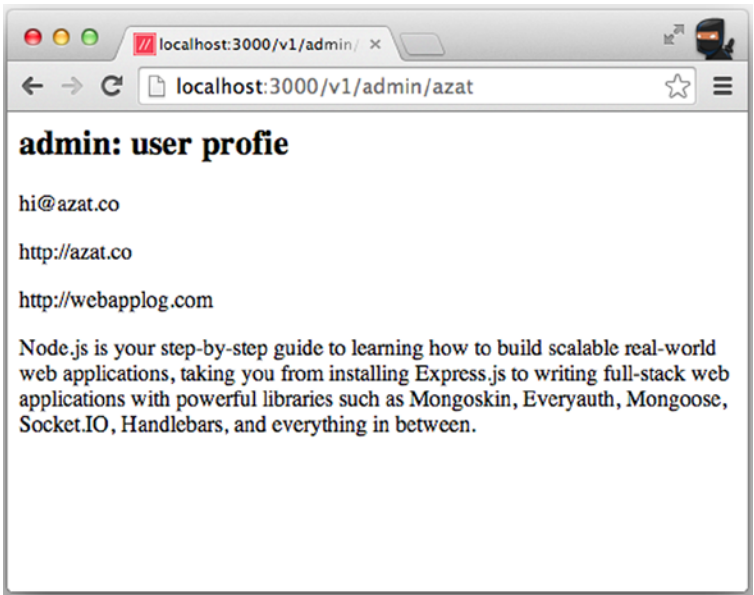 localhost:3000/v1/admin/
localhost:3000/v1/admin/azat
admin: user profie
hi@azat.co
http://azat.co
http://webapplog.com
Node.js is your step-by-step guide to learning how to build scalable real-world
web applications, taking you from installing Express.js to writing full-stack web
applications with powerful libraries such as Mongoskin, Everyauth, Mongoose,
Socket.IO, Handlebars, and everything in between.